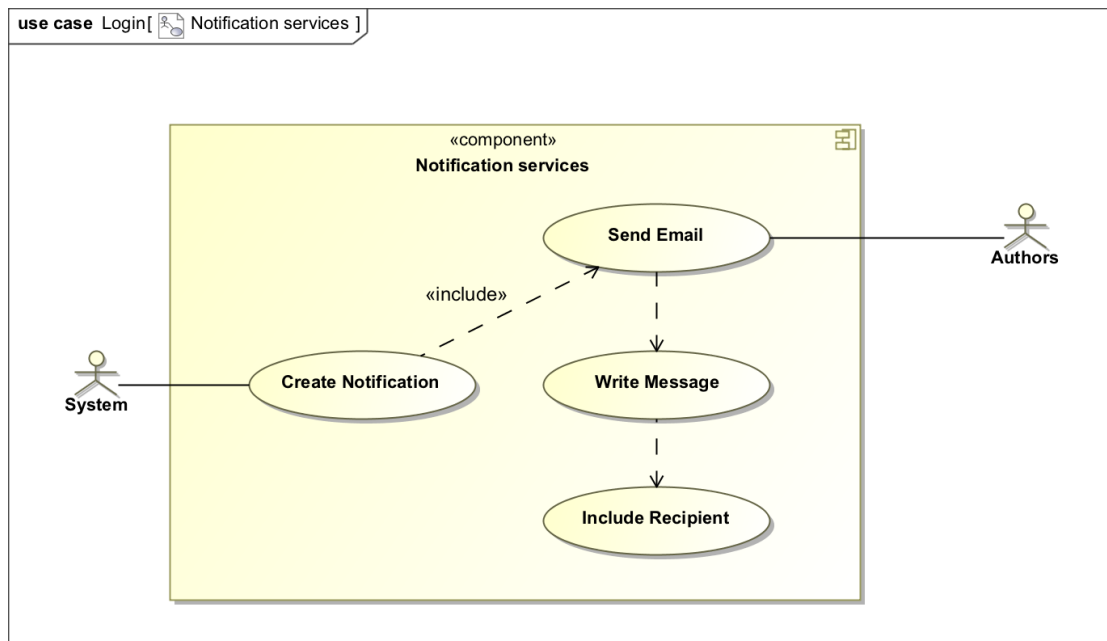 use case Login[ Notification services ]
«component»
Notification services
Send Email
Authors
«include»
Create Notification
System
Write Message
Include Recipient